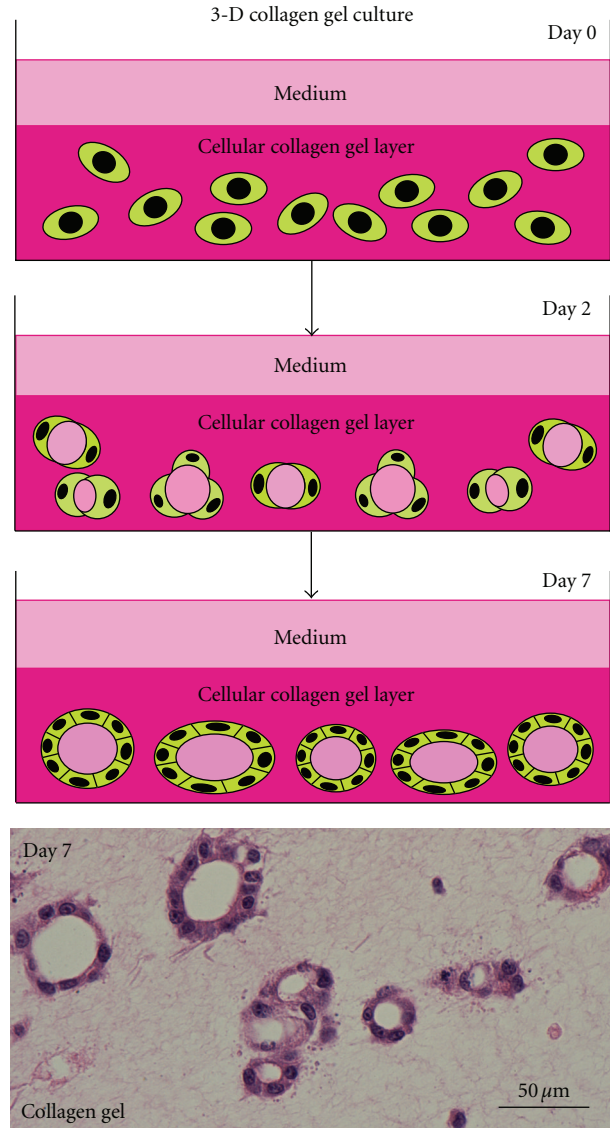 3-D collagen gel culture
Day 0
Medium
Cellular collagen gel layer
Day 2
Medium
Cellular collagen gel layer
Day 7
Medium
Cellular collagen gel layer
Day 7
50 μm
Collagen gel